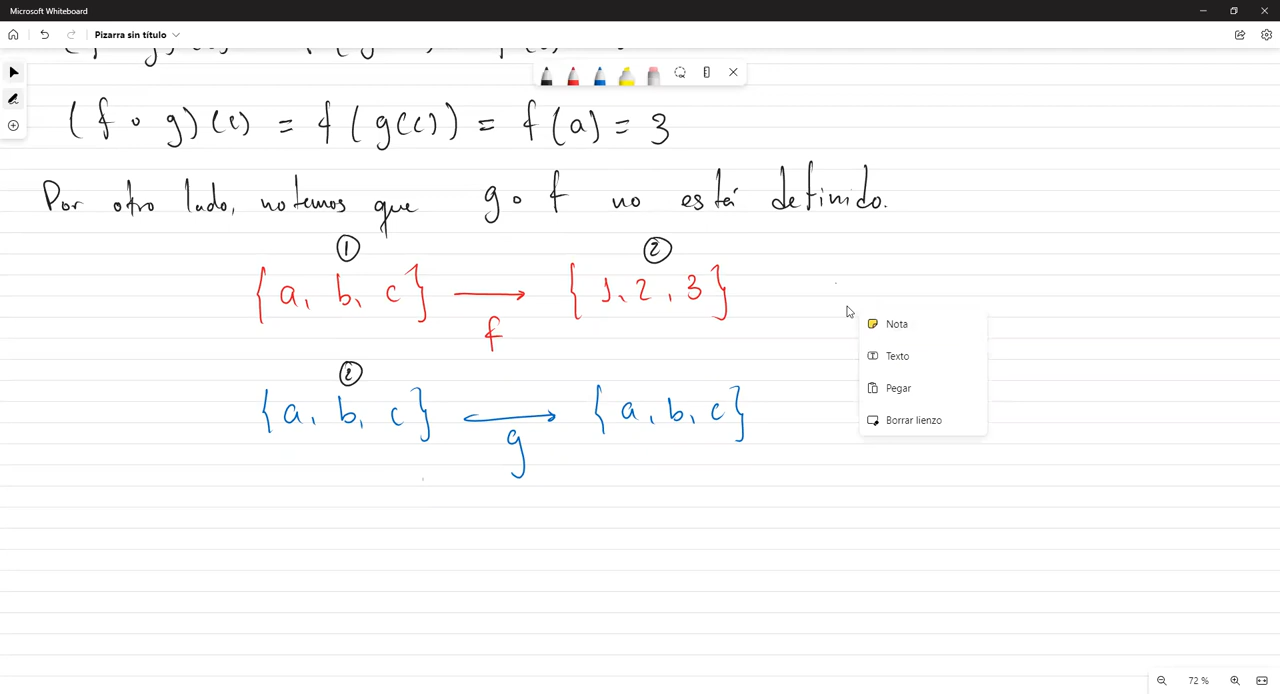 Microsoft Whiteboard
Pizarra sin título
(f ∘ g)(c) = f(g(c)) = f(a) = 3
Por otro lado, notemos que g ∘ f no está definido.
① ②
{a, b, c} → {1, 2, 3}
f
②
{a, b, c} → {a, b, c}
g
Nota
Texto
Pegar
Borrar lienzo
72 %